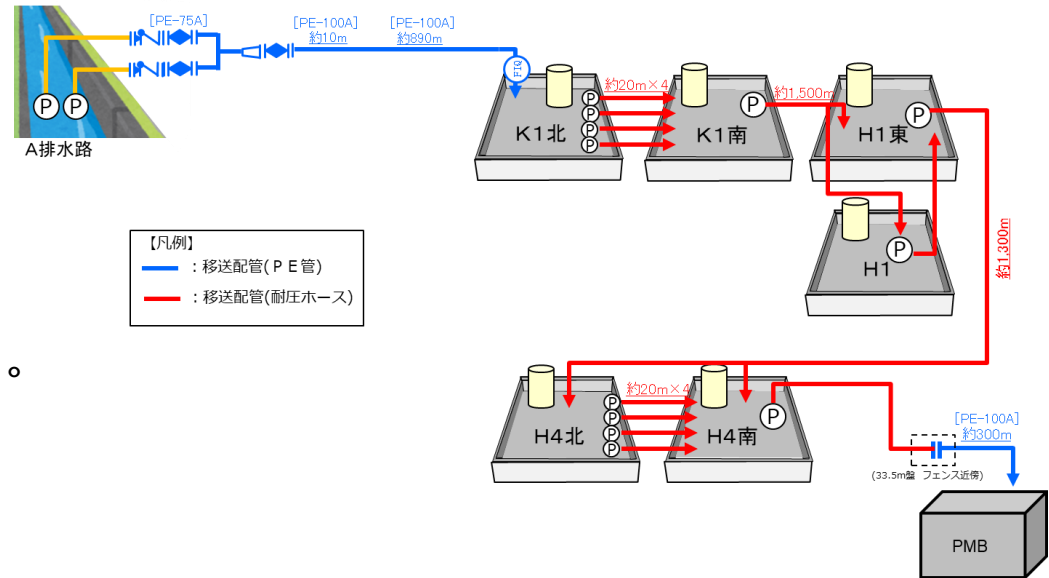 [PE-75A]
[PE-100A]
約10m
[PE-100A]
約890m
P
P
A排水路
FIQ
K1北
P
P
P
P
約20m×4
K1南
P
約1,500m
H1東
P
H1
P
約1,300m
【凡例】
：移送配管(ＰＥ管)
：移送配管(耐圧ホース)
。
H4北
P
P
P
P
約20m×4
H4南
P
[PE-100A]
約300m
(33.5m盤 フェンス近傍)
PMB